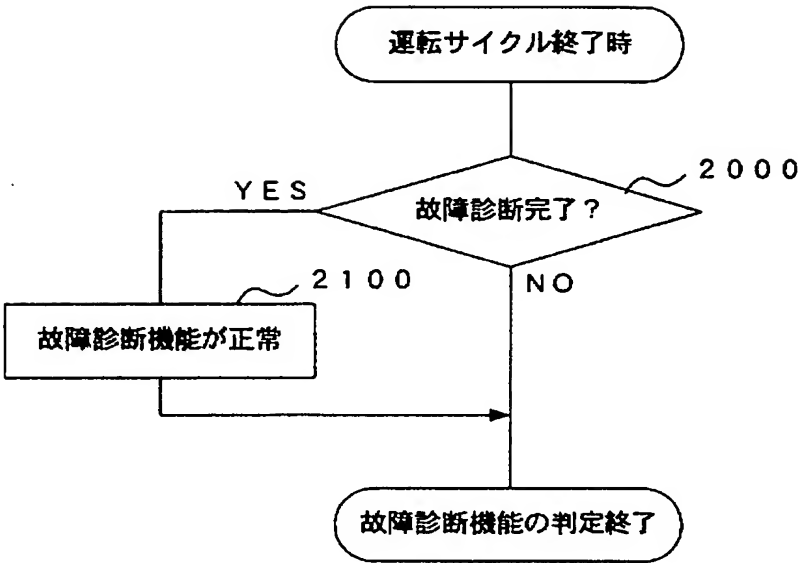 運転サイクル終了時
2000
故障診断完了？
YES
NO
2100
故障診断機能が正常
故障診断機能の判定終了